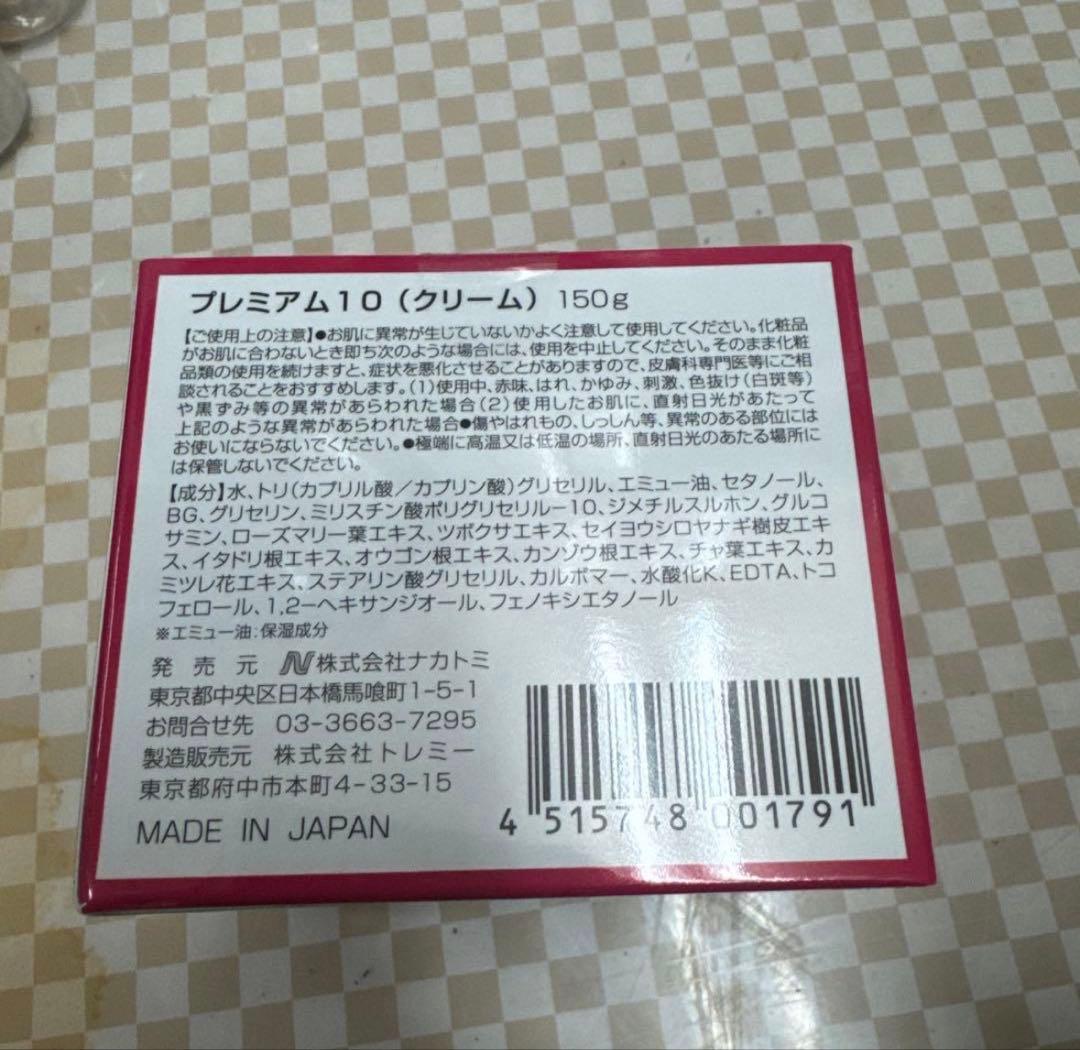 プレミアム10（クリーム）150g
【ご使用上の注意】●お肌に異常が生じていないかよく注意して使用してください。化粧品
がお肌に合わないとき即ち次のような場合には、使用を中止してください。そのまま化粧
品類の使用を続けますと、症状を悪化させることがありますので、皮膚科専門医等にご相
談されることをおすすめします。(1)使用中、赤味、はれ、かゆみ、刺激、色抜け(白斑等)
や黒ずみ等の異常があらわれた場合(2)使用したお肌に、直射日光があたって
上記のような異常があらわれた場合●傷やはれもの、しっしん等、異常のある部位には
お使いにならないでください。●極端に高温又は低温の場所、直射日光のあたる場所に
は保管しないでください。
【成分】水、トリ(カプリル酸／カプリン酸)グリセリル、エミュー油、セタノール、
BG、グリセリン、ミリスチン酸ポリグリセリル-10、ジメチルスルホン、グルコ
サミン、ローズマリー葉エキス、ツボクサエキス、セイヨウシロヤナギ樹皮エキ
ス、イタドリ根エキス、オウゴン根エキス、カンゾウ根エキス、チャ葉エキス、カ
ミツレ花エキス、ステアリン酸グリセリル、カルボマー、水酸化K、EDTA、トコ
フェロール、1,2-ヘキサンジオール、フェノキシエタノール
※エミュー油：保湿成分
発売元 N株式会社ナカトミ
東京都中央区日本橋馬喰町1-5-1
お問合せ先 03-3663-7295
製造販売元 株式会社トレミー
東京都府中市本町4-33-15
MADE IN JAPAN
4 515748 001791